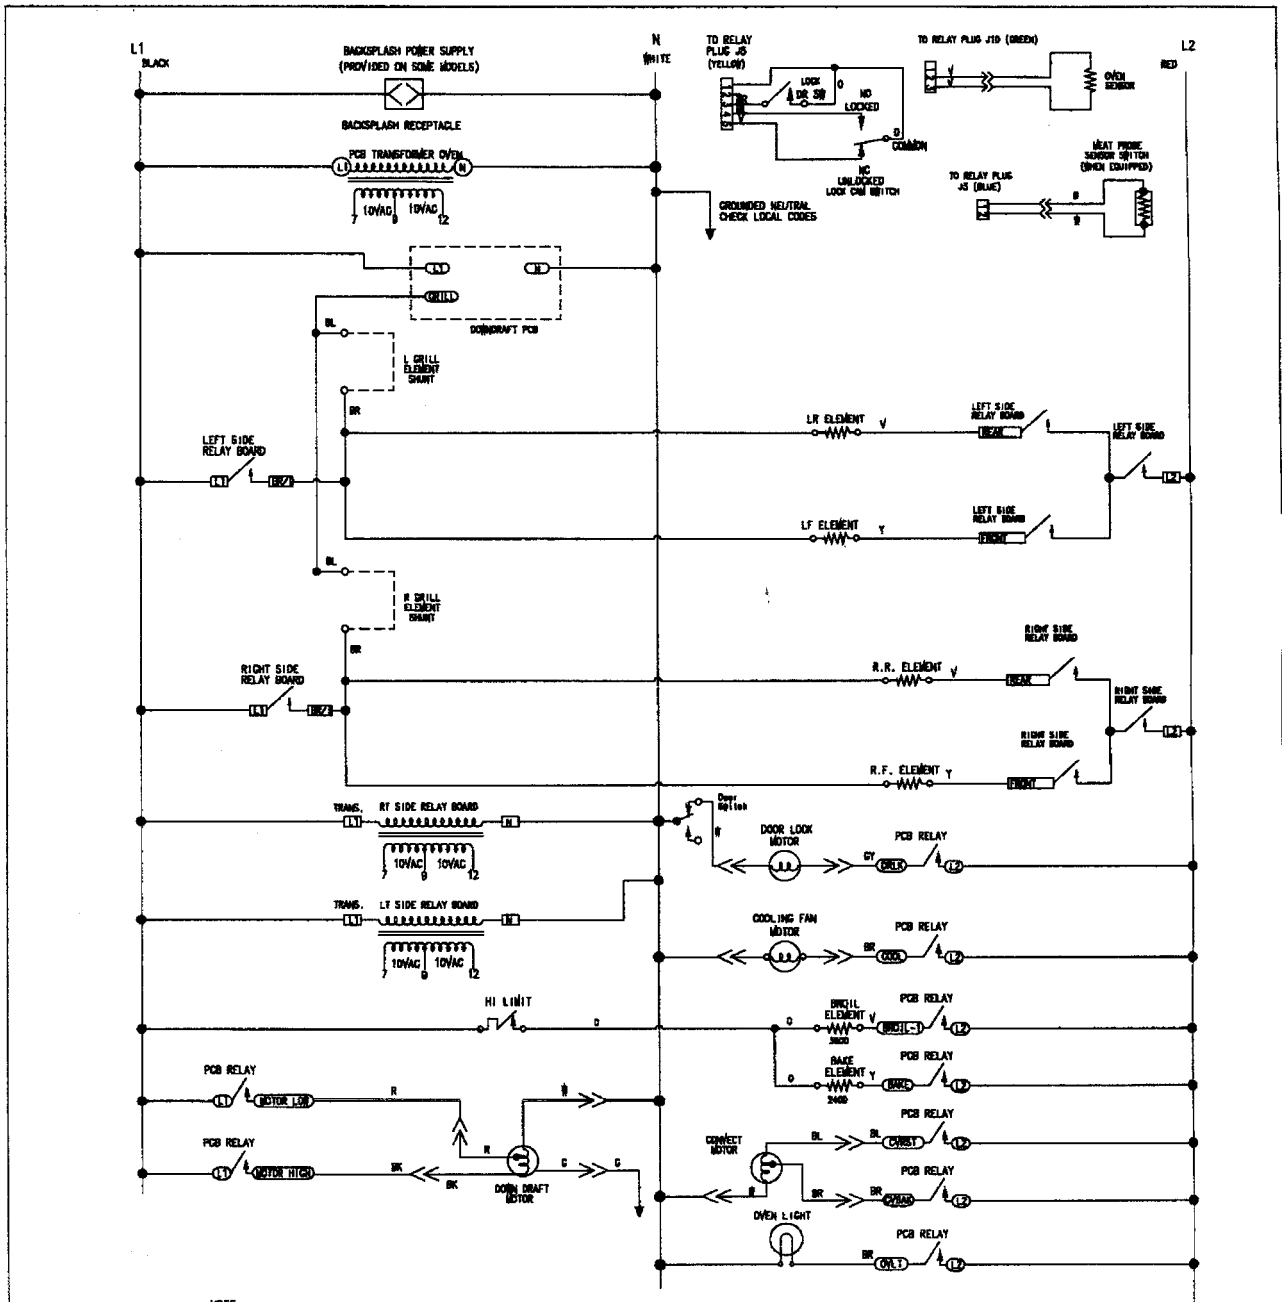 L1
BLACK
BACKSPLASH POWER SUPPLY
(PROVIDED ON SOME MODELS)
N
WHITE
TO RELAY
PLUG J5
(YELLOW)
LOCK
DR SW
O
NO
LOCKED
O
COMMON
NC
UNLOCKED
LOCK CAM SWITCH
TO RELAY PLUG J10 (GREEN)
V
V
OVEN
SENSOR
L2
RED
BACKSPLASH RECEPTACLE
PCB TRANSFORMER OVEN
L1
N
10VAC 10VAC
7 9 12
MEAT PROBE
SENSOR SWITCH
(WHEN EQUIPPED)
TO RELAY PLUG
J3 (BLUE)
W
GROUNDED NEUTRAL
CHECK LOCAL CODES
L1
N
GRILL
DOWNDRAFT PCB
BL
L GRILL
ELEMENT
SHUNT
BR
LEFT SIDE
RELAY BOARD
L1
LR ELEMENT
V
LEFT SIDE
RELAY BOARD
REAR
LEFT SIDE
RELAY BOARD
L2
LF ELEMENT
Y
LEFT SIDE
RELAY BOARD
FRONT
BL
R GRILL
ELEMENT
SHUNT
BR
RIGHT SIDE
RELAY BOARD
L1
R.R. ELEMENT
V
RIGHT SIDE
RELAY BOARD
REAR
RIGHT SIDE
RELAY BOARD
L2
R.F. ELEMENT
Y
RIGHT SIDE
RELAY BOARD
FRONT
TRANS.
RT SIDE RELAY BOARD
L1
N
10VAC 10VAC
7 9 12
Door
Switch
W
DOOR LOCK
MOTOR
GY
DRLK
PCB RELAY
L2
TRANS.
LT SIDE RELAY BOARD
L1
N
10VAC 10VAC
7 9 12
COOLING FAN
MOTOR
BR
COOL
PCB RELAY
L2
HI LIMIT
O
O
BROIL
ELEMENT
V
BROIL-1
PCB RELAY
L2
O
BAKE
ELEMENT
Y
2400
BAKE
PCB RELAY
L2
PCB RELAY
L1
MOTOR LOW
R
R
W
PCB RELAY
L1
MOTOR HIGH
BK
BK
G
G
DOWN DRAFT
MOTOR
CONVECT
MOTOR
BL
BL
CVRST
PCB RELAY
L2
W
BR
BR
CVBAK
PCB RELAY
L2
OVEN LIGHT
BR
OVLT
PCB RELAY
L2